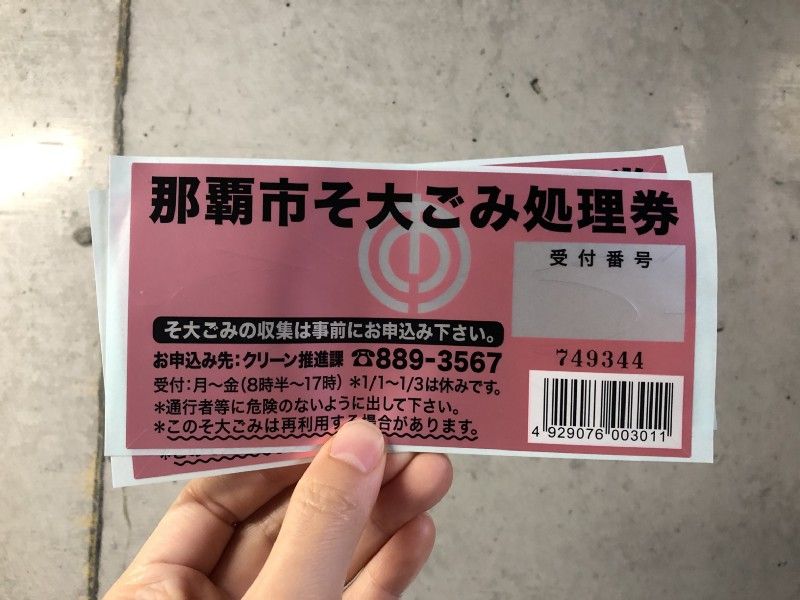 那覇市そ大ごみ処理券
受付番号
そ大ごみの収集は事前にお申込み下さい。
お申込み先:クリーン推進課 ☎889-3567
749344
受付:月～金(8時半～17時) *1/1～1/3は休みです。
*通行者等に危険のないように出して下さい。
*このそ大ごみは再利用する場合があります。
4 929076 003011